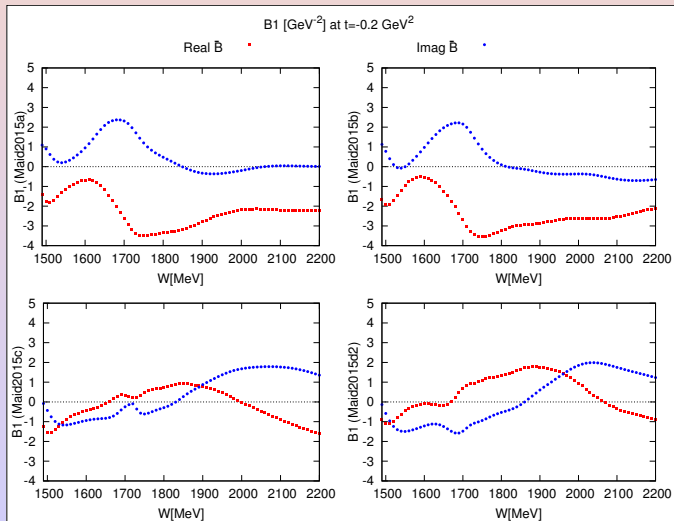 B1 [GeV⁻²] at t=-0.2 GeV²
Real B̄ Imag B̄
B1 (Maid2015a)
5
4
3
2
1
0
-1
-2
-3
-4
1500 1600 1700 1800 1900 2000 2100 2200
W[MeV]
B1 (Maid2015b)
5
4
3
2
1
0
-1
-2
-3
-4
1500 1600 1700 1800 1900 2000 2100 2200
W[MeV]
B1 (Maid2015c)
5
4
3
2
1
0
-1
-2
-3
-4
1500 1600 1700 1800 1900 2000 2100 2200
W[MeV]
B1 (Maid2015d2)
5
4
3
2
1
0
-1
-2
-3
-4
1500 1600 1700 1800 1900 2000 2100 2200
W[MeV]